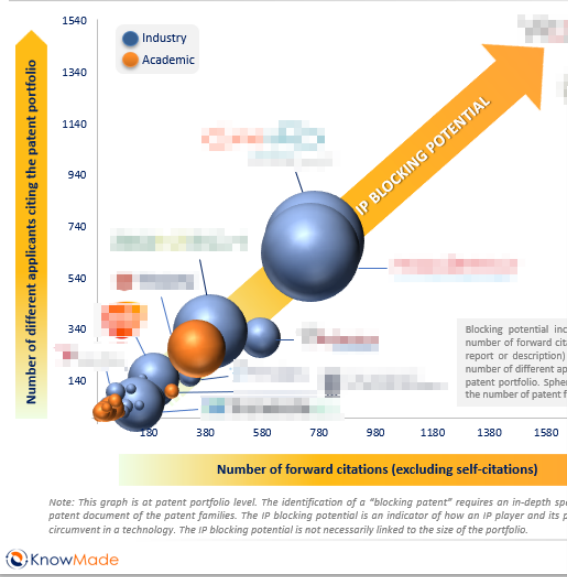 1540
1340
1140
940
740
540
340
140
Number of different applicants citing the patent portfolio
Industry
Academic
IP BLOCKING POTENTIAL
Blocking potential
number of forward
report or description)
number of different
patent portfolio.
the number of patent
180 380 580 780 980 1180 1380 1580
Number of forward citations (excluding self-citations)
Note: This graph is at patent portfolio level. The identification of a "blocking patent" requires an in-depth
patent document of the patent families. The IP blocking potential is an indicator of how an IP player and its
circumvent in a technology. The IP blocking potential is not necessarily linked to the size of the portfolio.
KnowMade